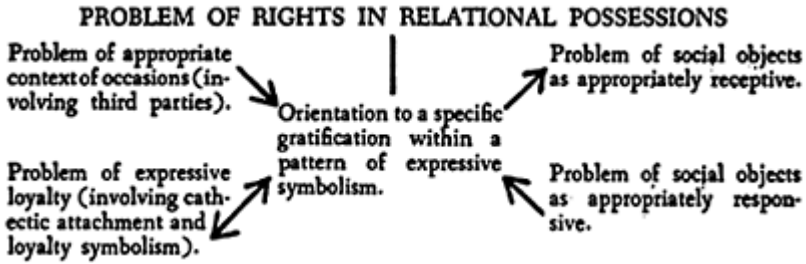 PROBLEM OF RIGHTS IN RELATIONAL POSSESSIONS
Problem of appropriate
context of occasions (in-
volving third parties).
Problem of social objects
as appropriately receptive.
Orientation to a specific
gratification within a
pattern of expressive
symbolism.
Problem of expressive
loyalty (involving cath-
ectic attachment and
loyalty symbolism).
Problem of social objects
as appropriately respon-
sive.